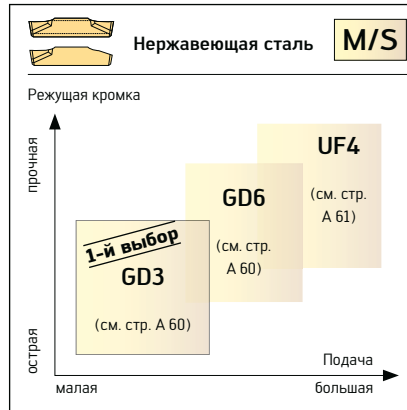 Нержавеющая сталь
M/S
Режущая кромка
прочная
UF4
(см. стр.
A 61)
GD6
(см. стр.
A 60)
1-й выбор
GD3
(см. стр. A 60)
острая
Подача
малая
большая